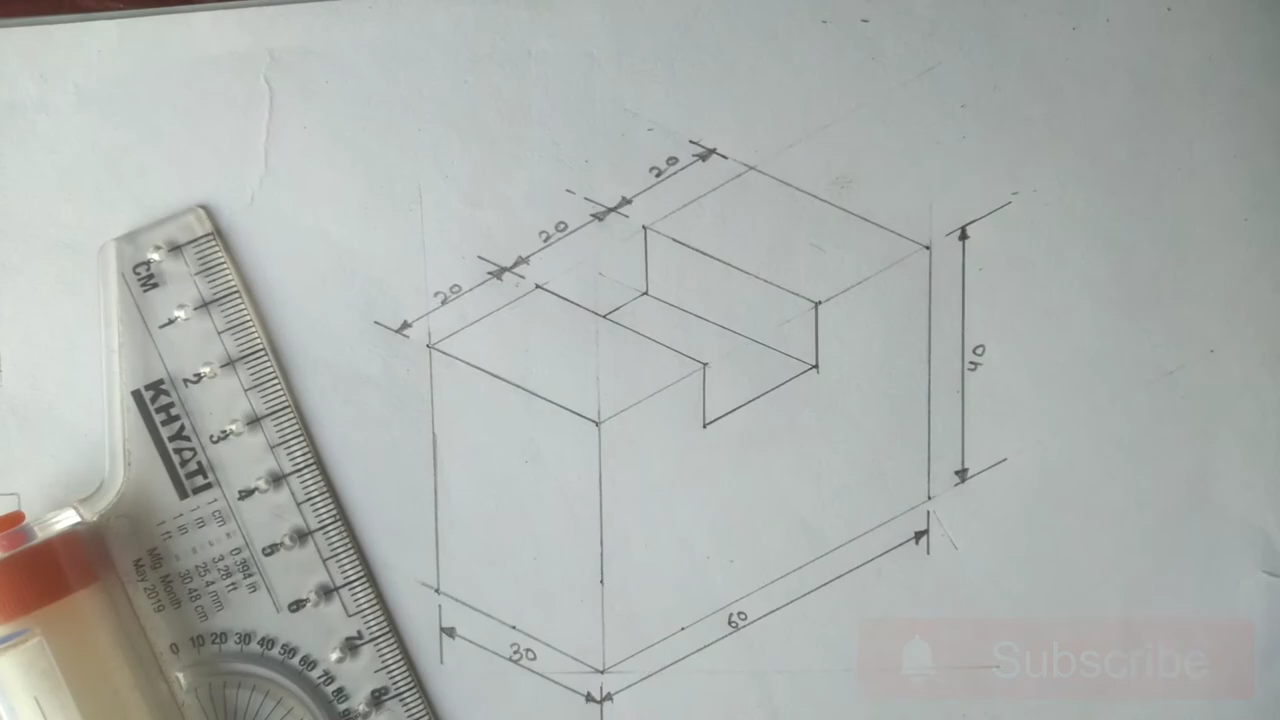 20
20
20
40
60
30
CM
1
2
3
4
5
6
7
8
KHYATI
1 cm 0.394 in
1 m 3.28 ft
1 in 25.4 mm
1 ft 30.48 cm
Mfg. Month
May 2019
0 10 20 30 40 50 60 70 80
Subscribe